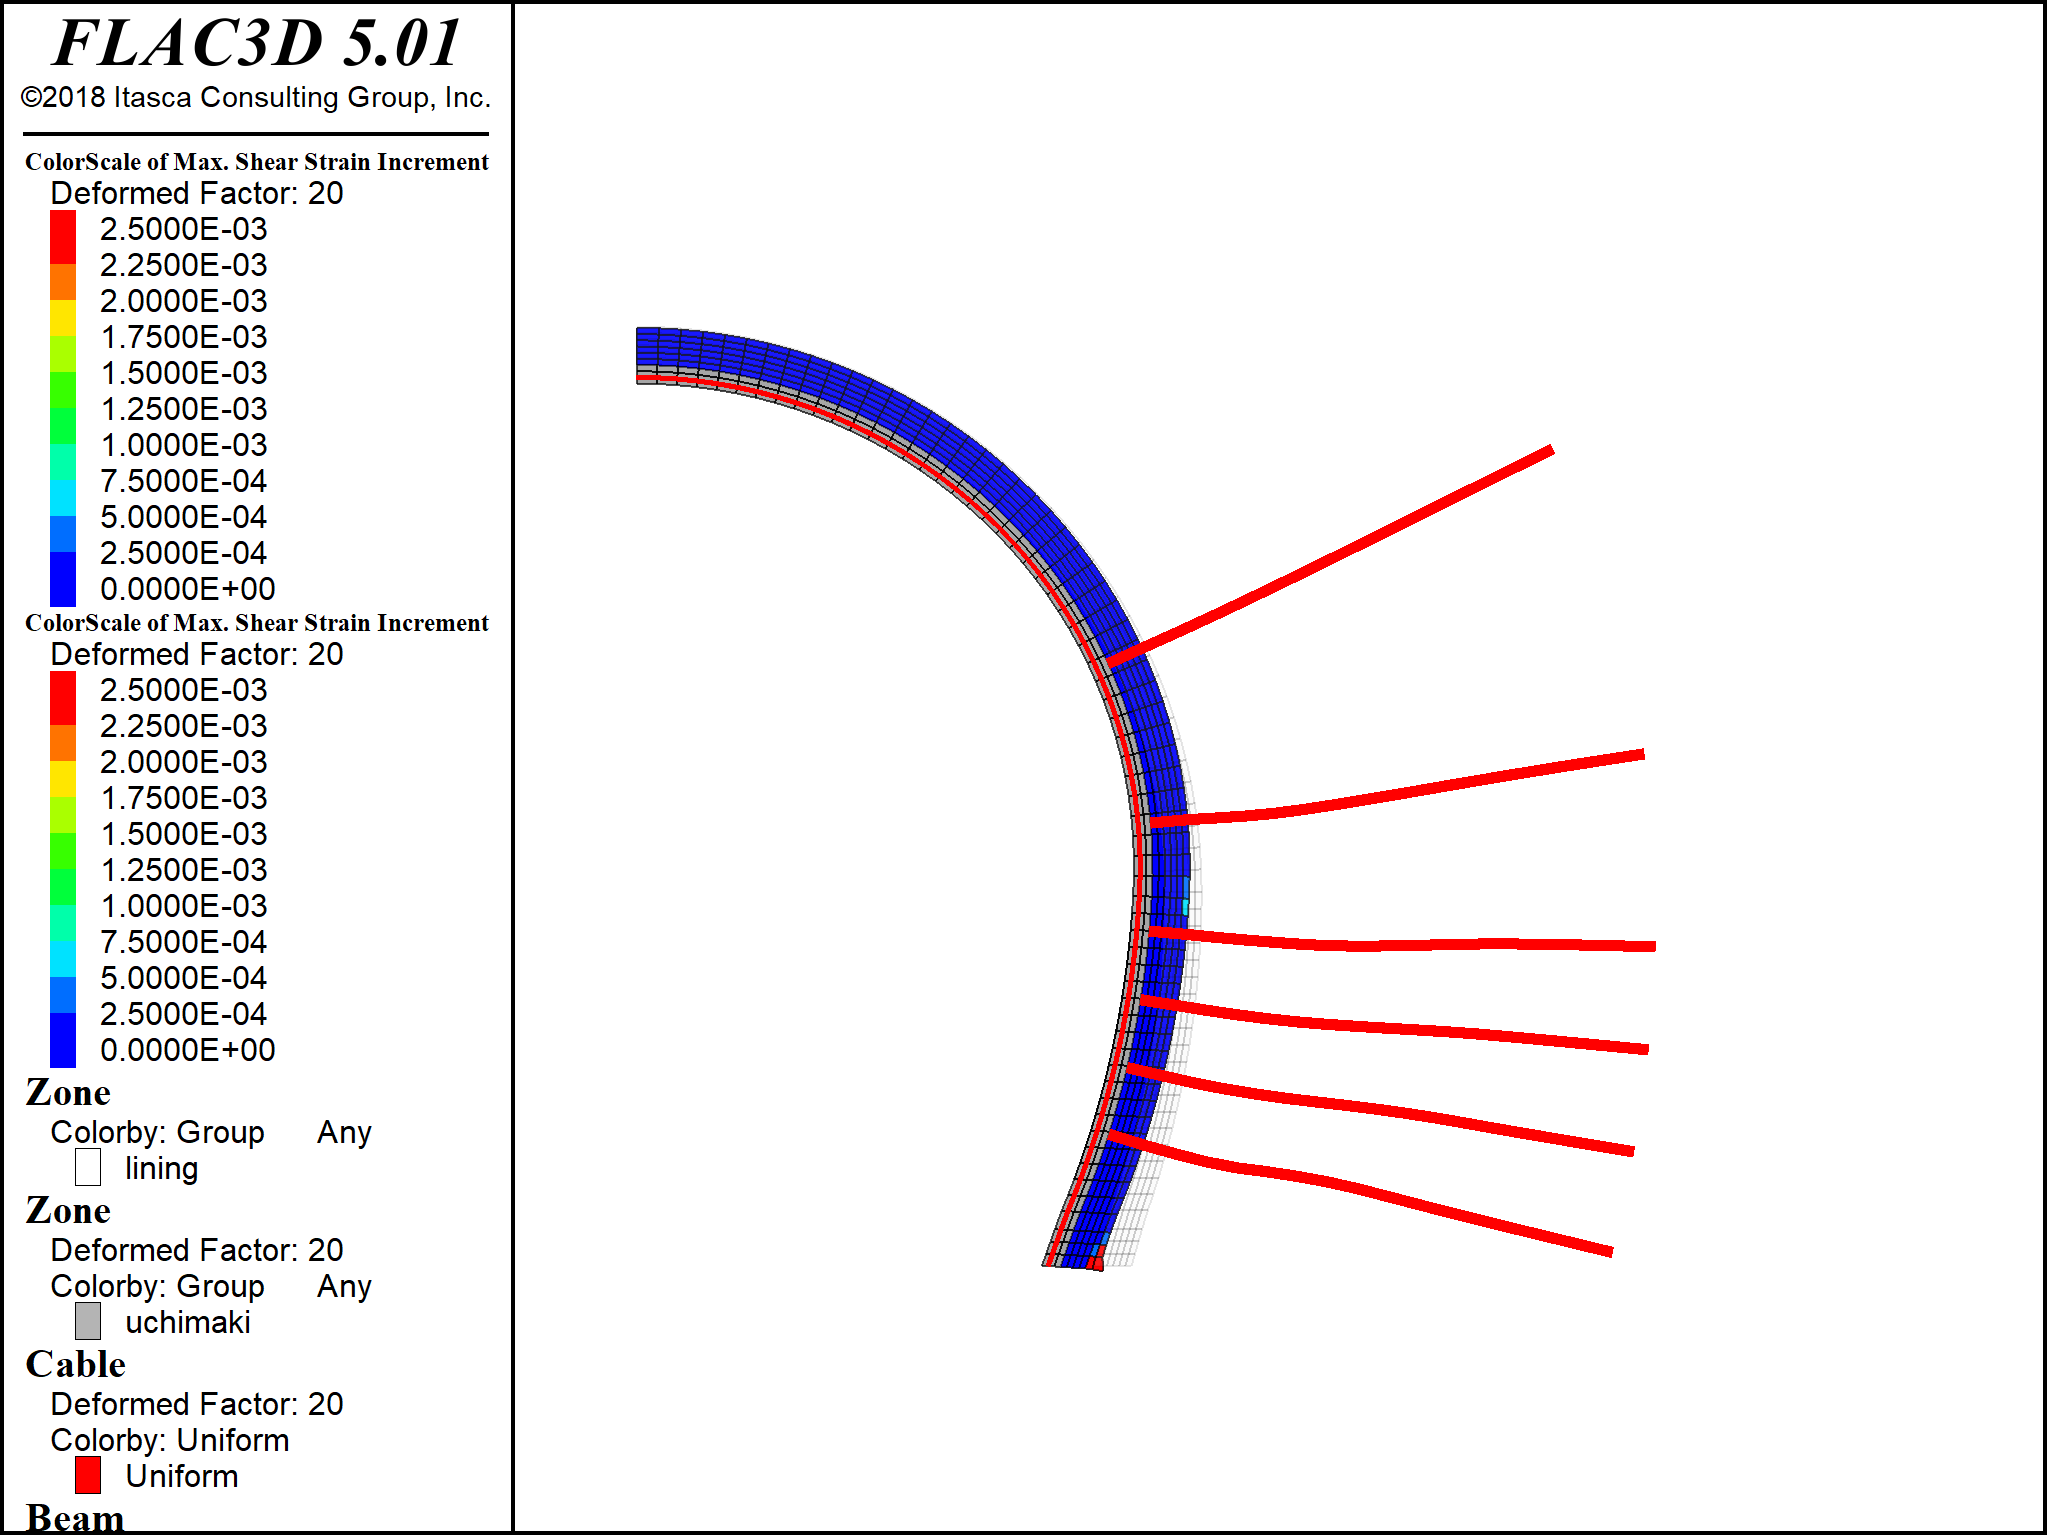 FLAC3D 5.01
©2018 Itasca Consulting Group, Inc.
ColorScale of Max. Shear Strain Increment
Deformed Factor: 20
2.5000E-03
2.2500E-03
2.0000E-03
1.7500E-03
1.5000E-03
1.2500E-03
1.0000E-03
7.5000E-04
5.0000E-04
2.5000E-04
0.0000E+00
ColorScale of Max. Shear Strain Increment
Deformed Factor: 20
2.5000E-03
2.2500E-03
2.0000E-03
1.7500E-03
1.5000E-03
1.2500E-03
1.0000E-03
7.5000E-04
5.0000E-04
2.5000E-04
0.0000E+00
Zone
Colorby: Group Any
lining
Zone
Deformed Factor: 20
Colorby: Group Any
uchimaki
Cable
Deformed Factor: 20
Colorby: Uniform
Uniform
Beam